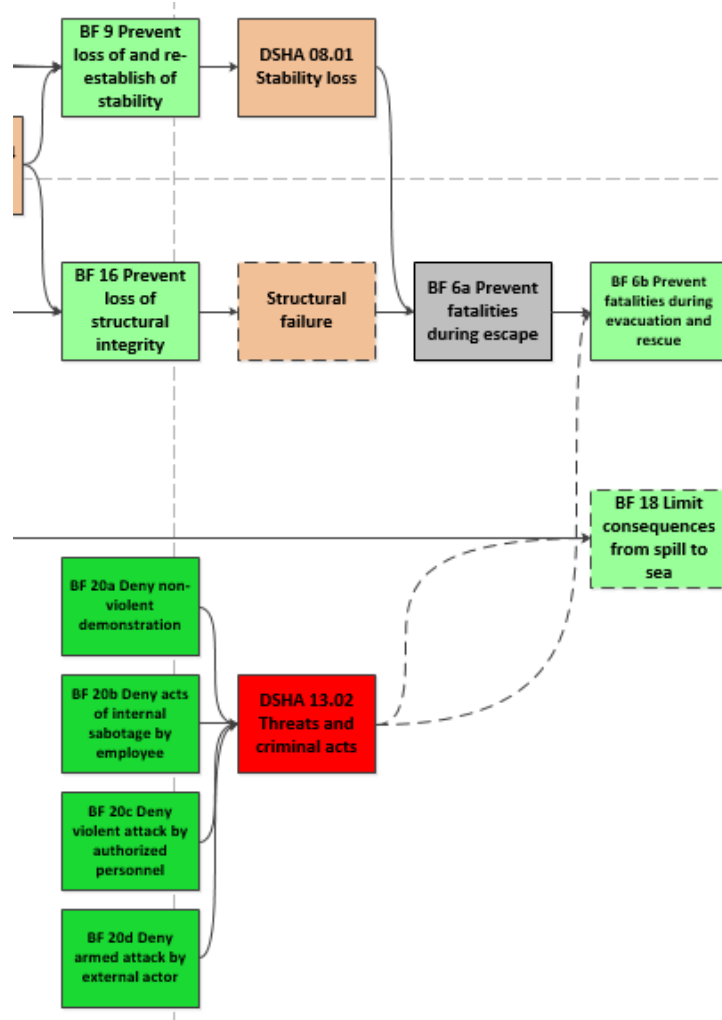 BF 9 Prevent
loss of and re-
establish of
stability
DSHA 08.01
Stability loss
BF 16 Prevent
loss of
structural
integrity
Structural
failure
BF 6a Prevent
fatalities
during escape
BF 6b Prevent
fatalities during
evacuation and
rescue
BF 18 Limit
consequences
from spill to
sea
BF 20a Deny non-
violent
demonstration
BF 20b Deny acts
of internal
sabotage by
employee
DSHA 13.02
Threats and
criminal acts
BF 20c Deny
violent attack by
authorized
personnel
BF 20d Deny
armed attack by
external actor